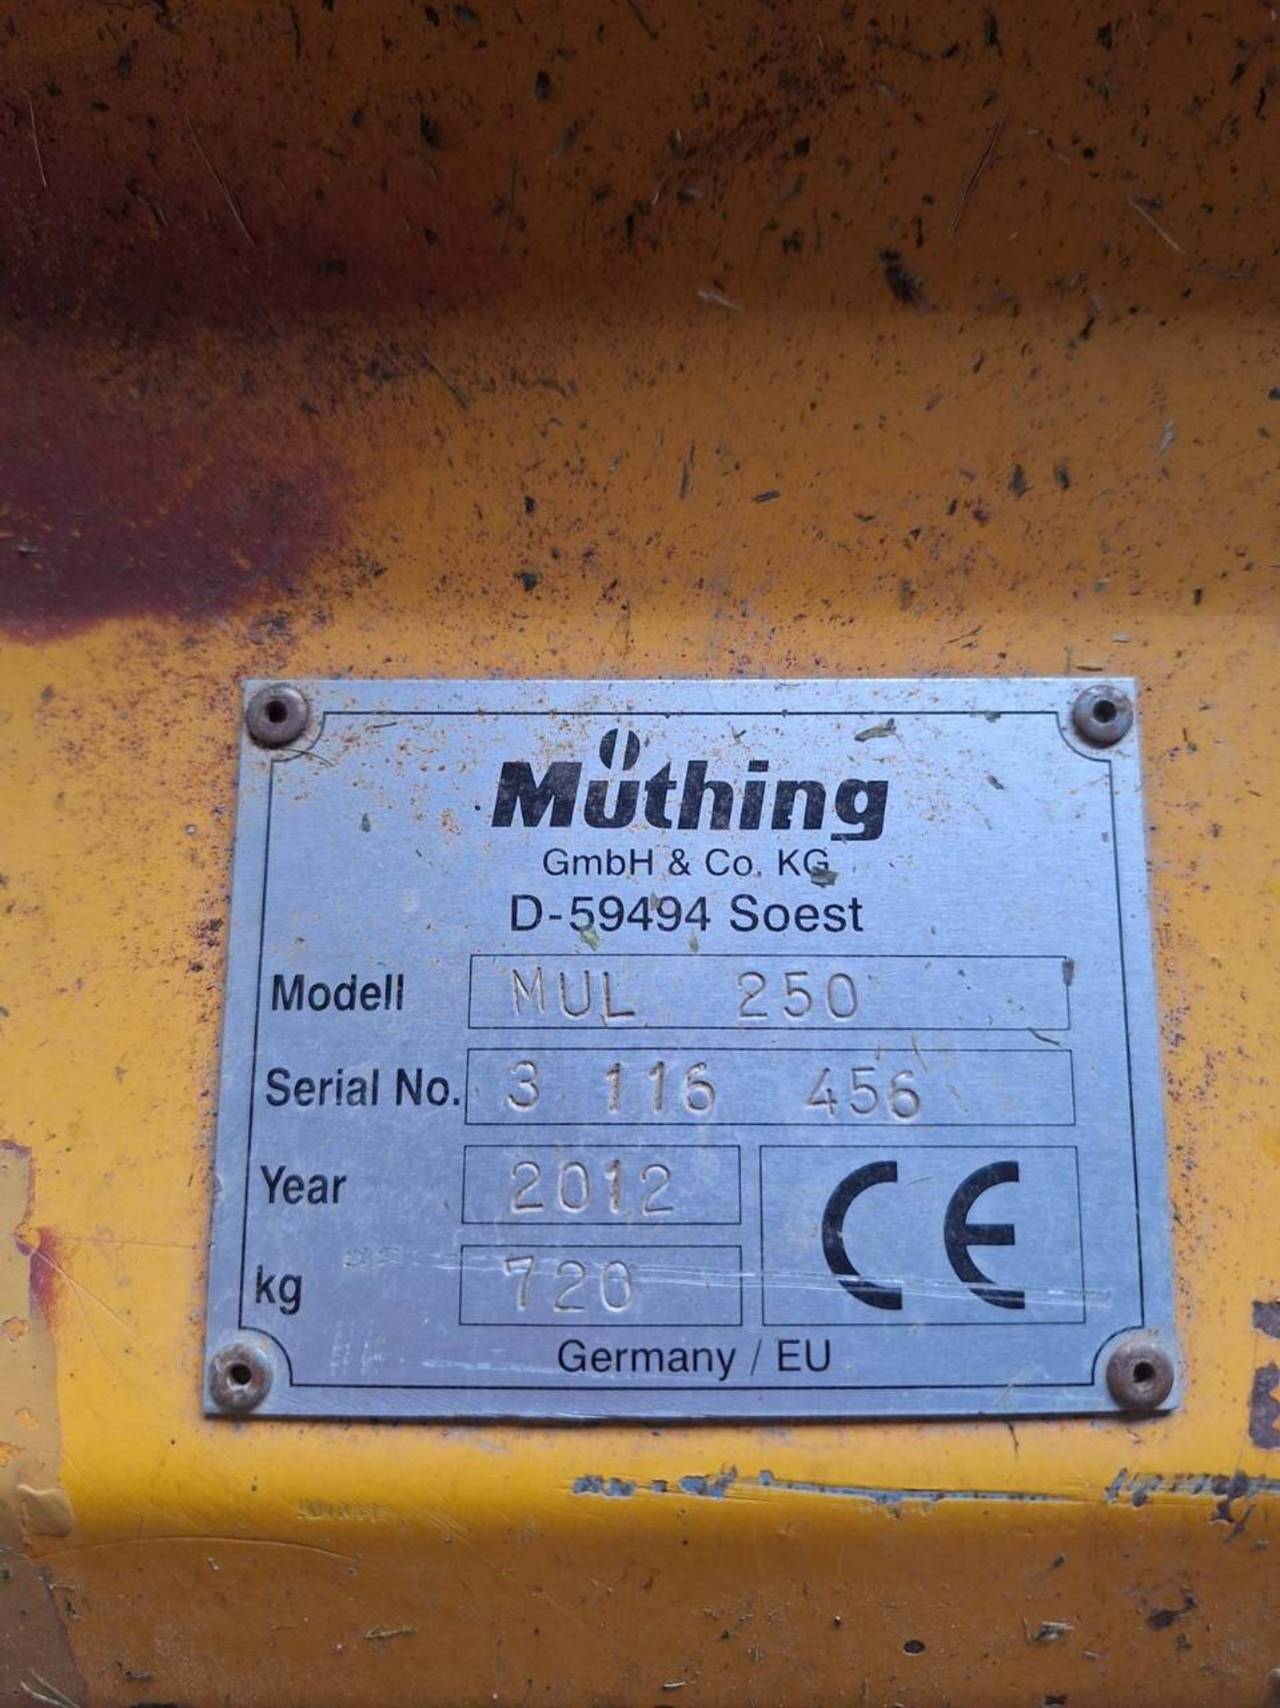 Müthing
GmbH & Co. KG
D-59494 Soest
Modell MUL 250
Serial No. 3 116 456
Year 2012
CE
kg 720
Germany / EU